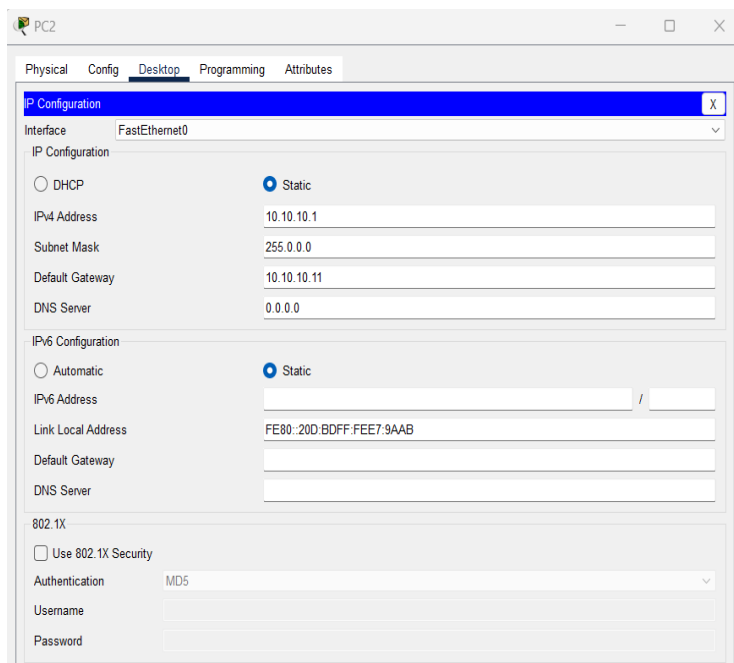 PC2
Physical Config Desktop Programming Attributes
IP Configuration X
Interface FastEthernet0
IP Configuration
DHCP Static
IPv4 Address 10.10.10.1
Subnet Mask 255.0.0.0
Default Gateway 10.10.10.11
DNS Server 0.0.0.0
IPv6 Configuration
Automatic Static
IPv6 Address /
Link Local Address FE80::20D:BDFF:FEE7:9AAB
Default Gateway
DNS Server
802.1X
Use 802.1X Security
Authentication MD5
Username
Password